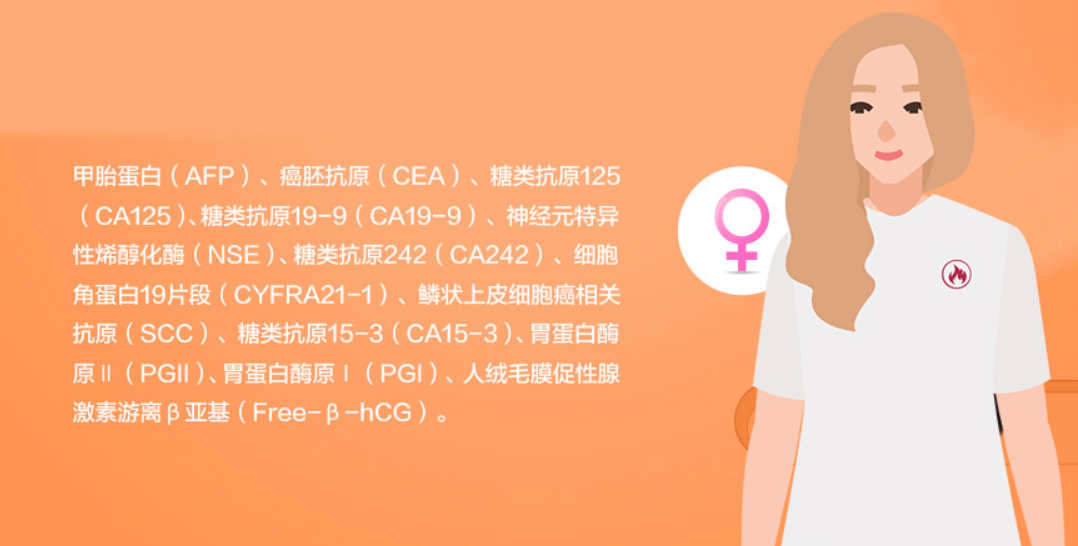 甲胎蛋白（AFP）、癌胚抗原（CEA）、糖类抗原125
（CA125）、糖类抗原19-9（CA19-9）、神经元特异
性烯醇化酶（NSE）、糖类抗原242（CA242）、细胞
角蛋白19片段（CYFRA21-1）、鳞状上皮细胞癌相关
抗原（SCC）、糖类抗原15-3（CA15-3）、胃蛋白酶
原Ⅱ（PGII）、胃蛋白酶原Ⅰ（PGI）、人绒毛膜促性腺
激素游离β亚基（Free-β-hCG）。